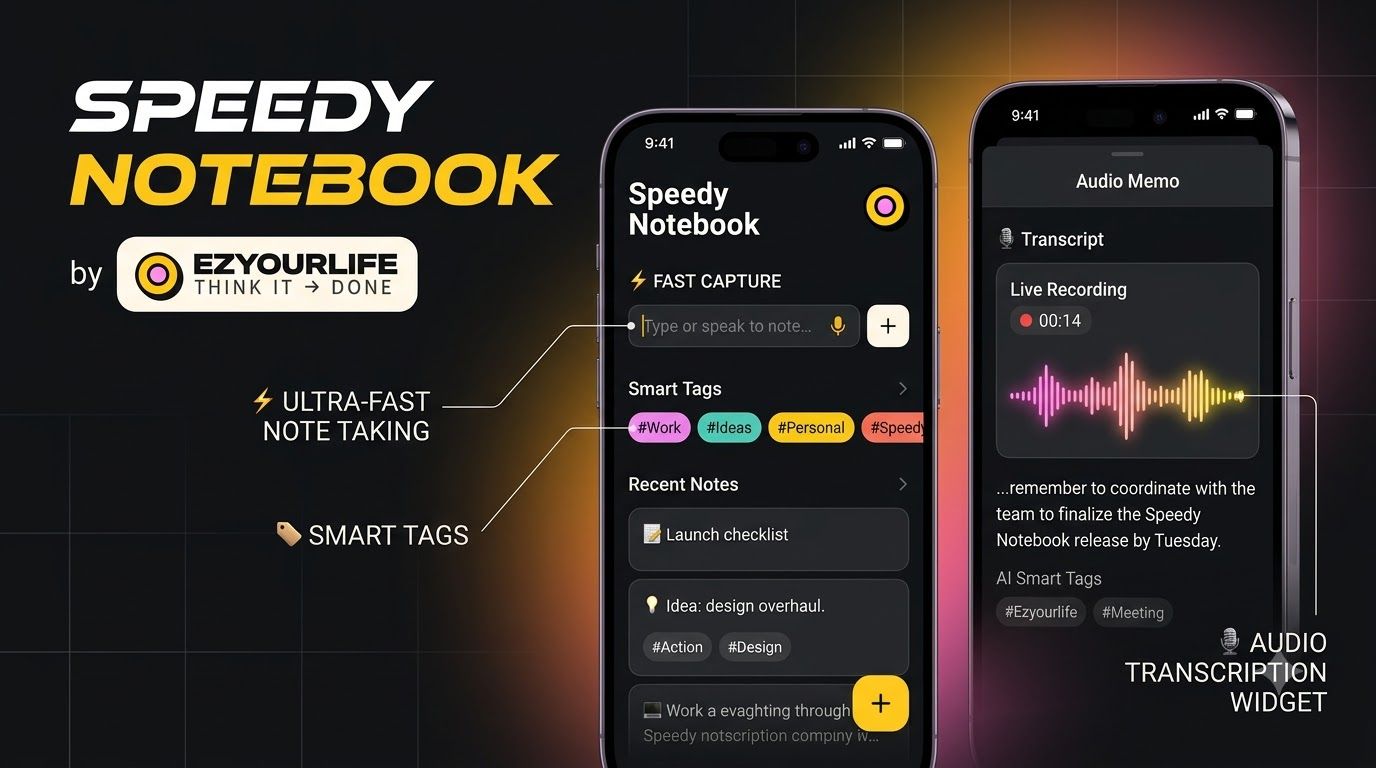 SPEEDY
NOTEBOOK
by EZYOURLIFE
THINK IT → DONE
⚡ ULTRA-FAST
NOTE TAKING
🏷️ SMART TAGS
9:41
Speedy
Notebook
⚡ FAST CAPTURE
Type or speak to note...
+
Smart Tags
#Work #Ideas #Personal #Speedy
Recent Notes
📝 Launch checklist
💡 Idea: design overhaul.
#Action #Design
Work a evaghting through
Speedy notscription company w...
+
9:41
Audio Memo
🎙️ Transcript
Live Recording
00:14
...remember to coordinate with the
team to finalize the Speedy
Notebook release by Tuesday.
AI Smart Tags
#Ezyourlife #Meeting
🎙️ AUDIO
TRANSCRIPTION
WIDGET